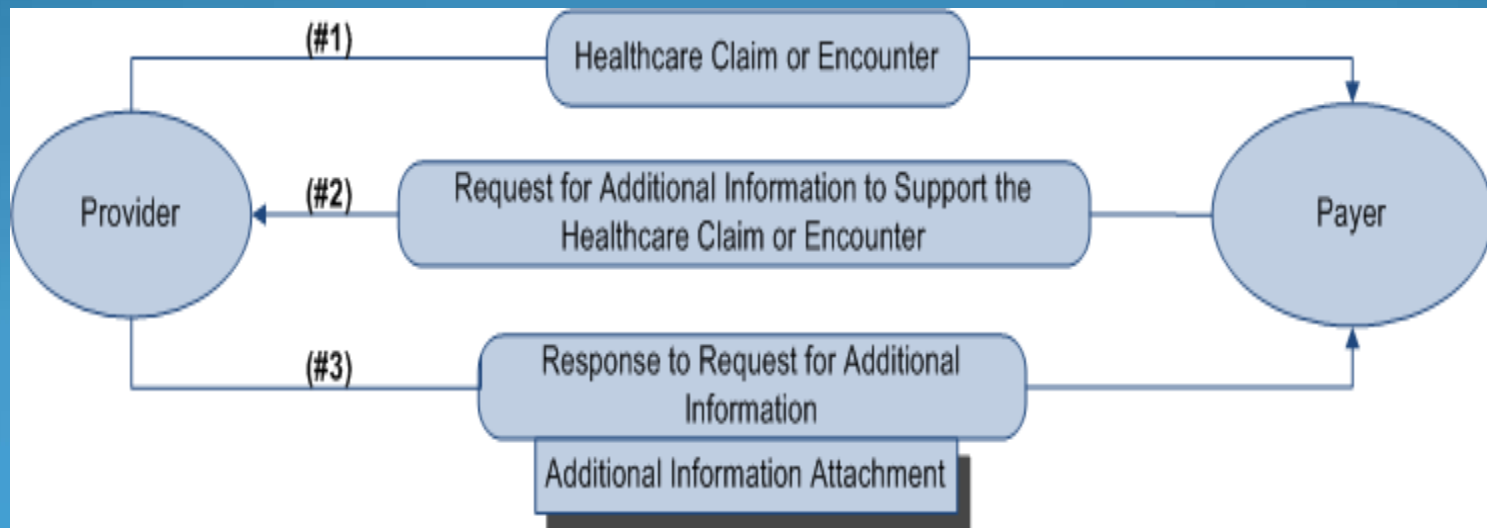 (#1)
Healthcare Claim or Encounter
Provider
(#2)
Request for Additional Information to Support the
Healthcare Claim or Encounter
Payer
(#3)
Response to Request for Additional
Information
Additional Information Attachment